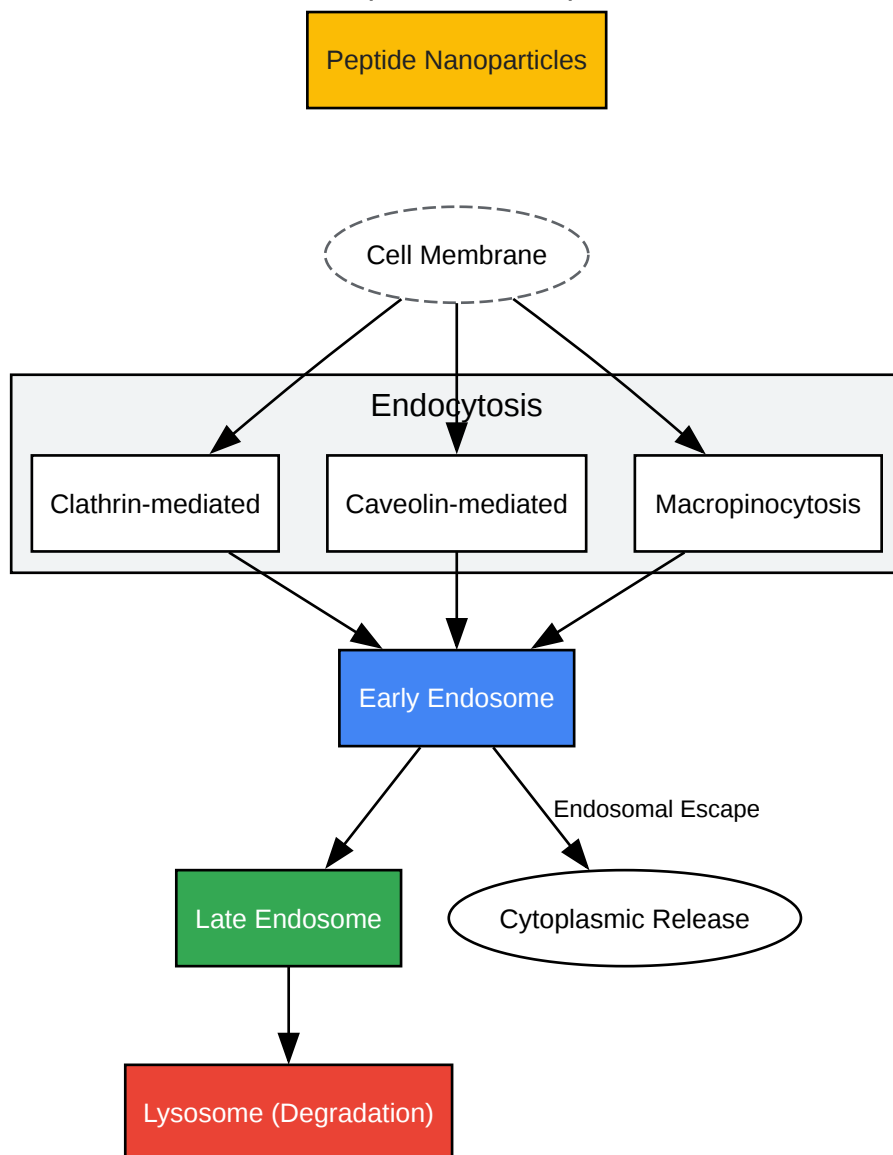 Peptide Nanoparticles
Cell Membrane
Endocytosis
Clathrin-mediated
Caveolin-mediated
Macropinocytosis
Early Endosome
Endosomal Escape
Late Endosome
Cytoplasmic Release
Lysosome (Degradation)